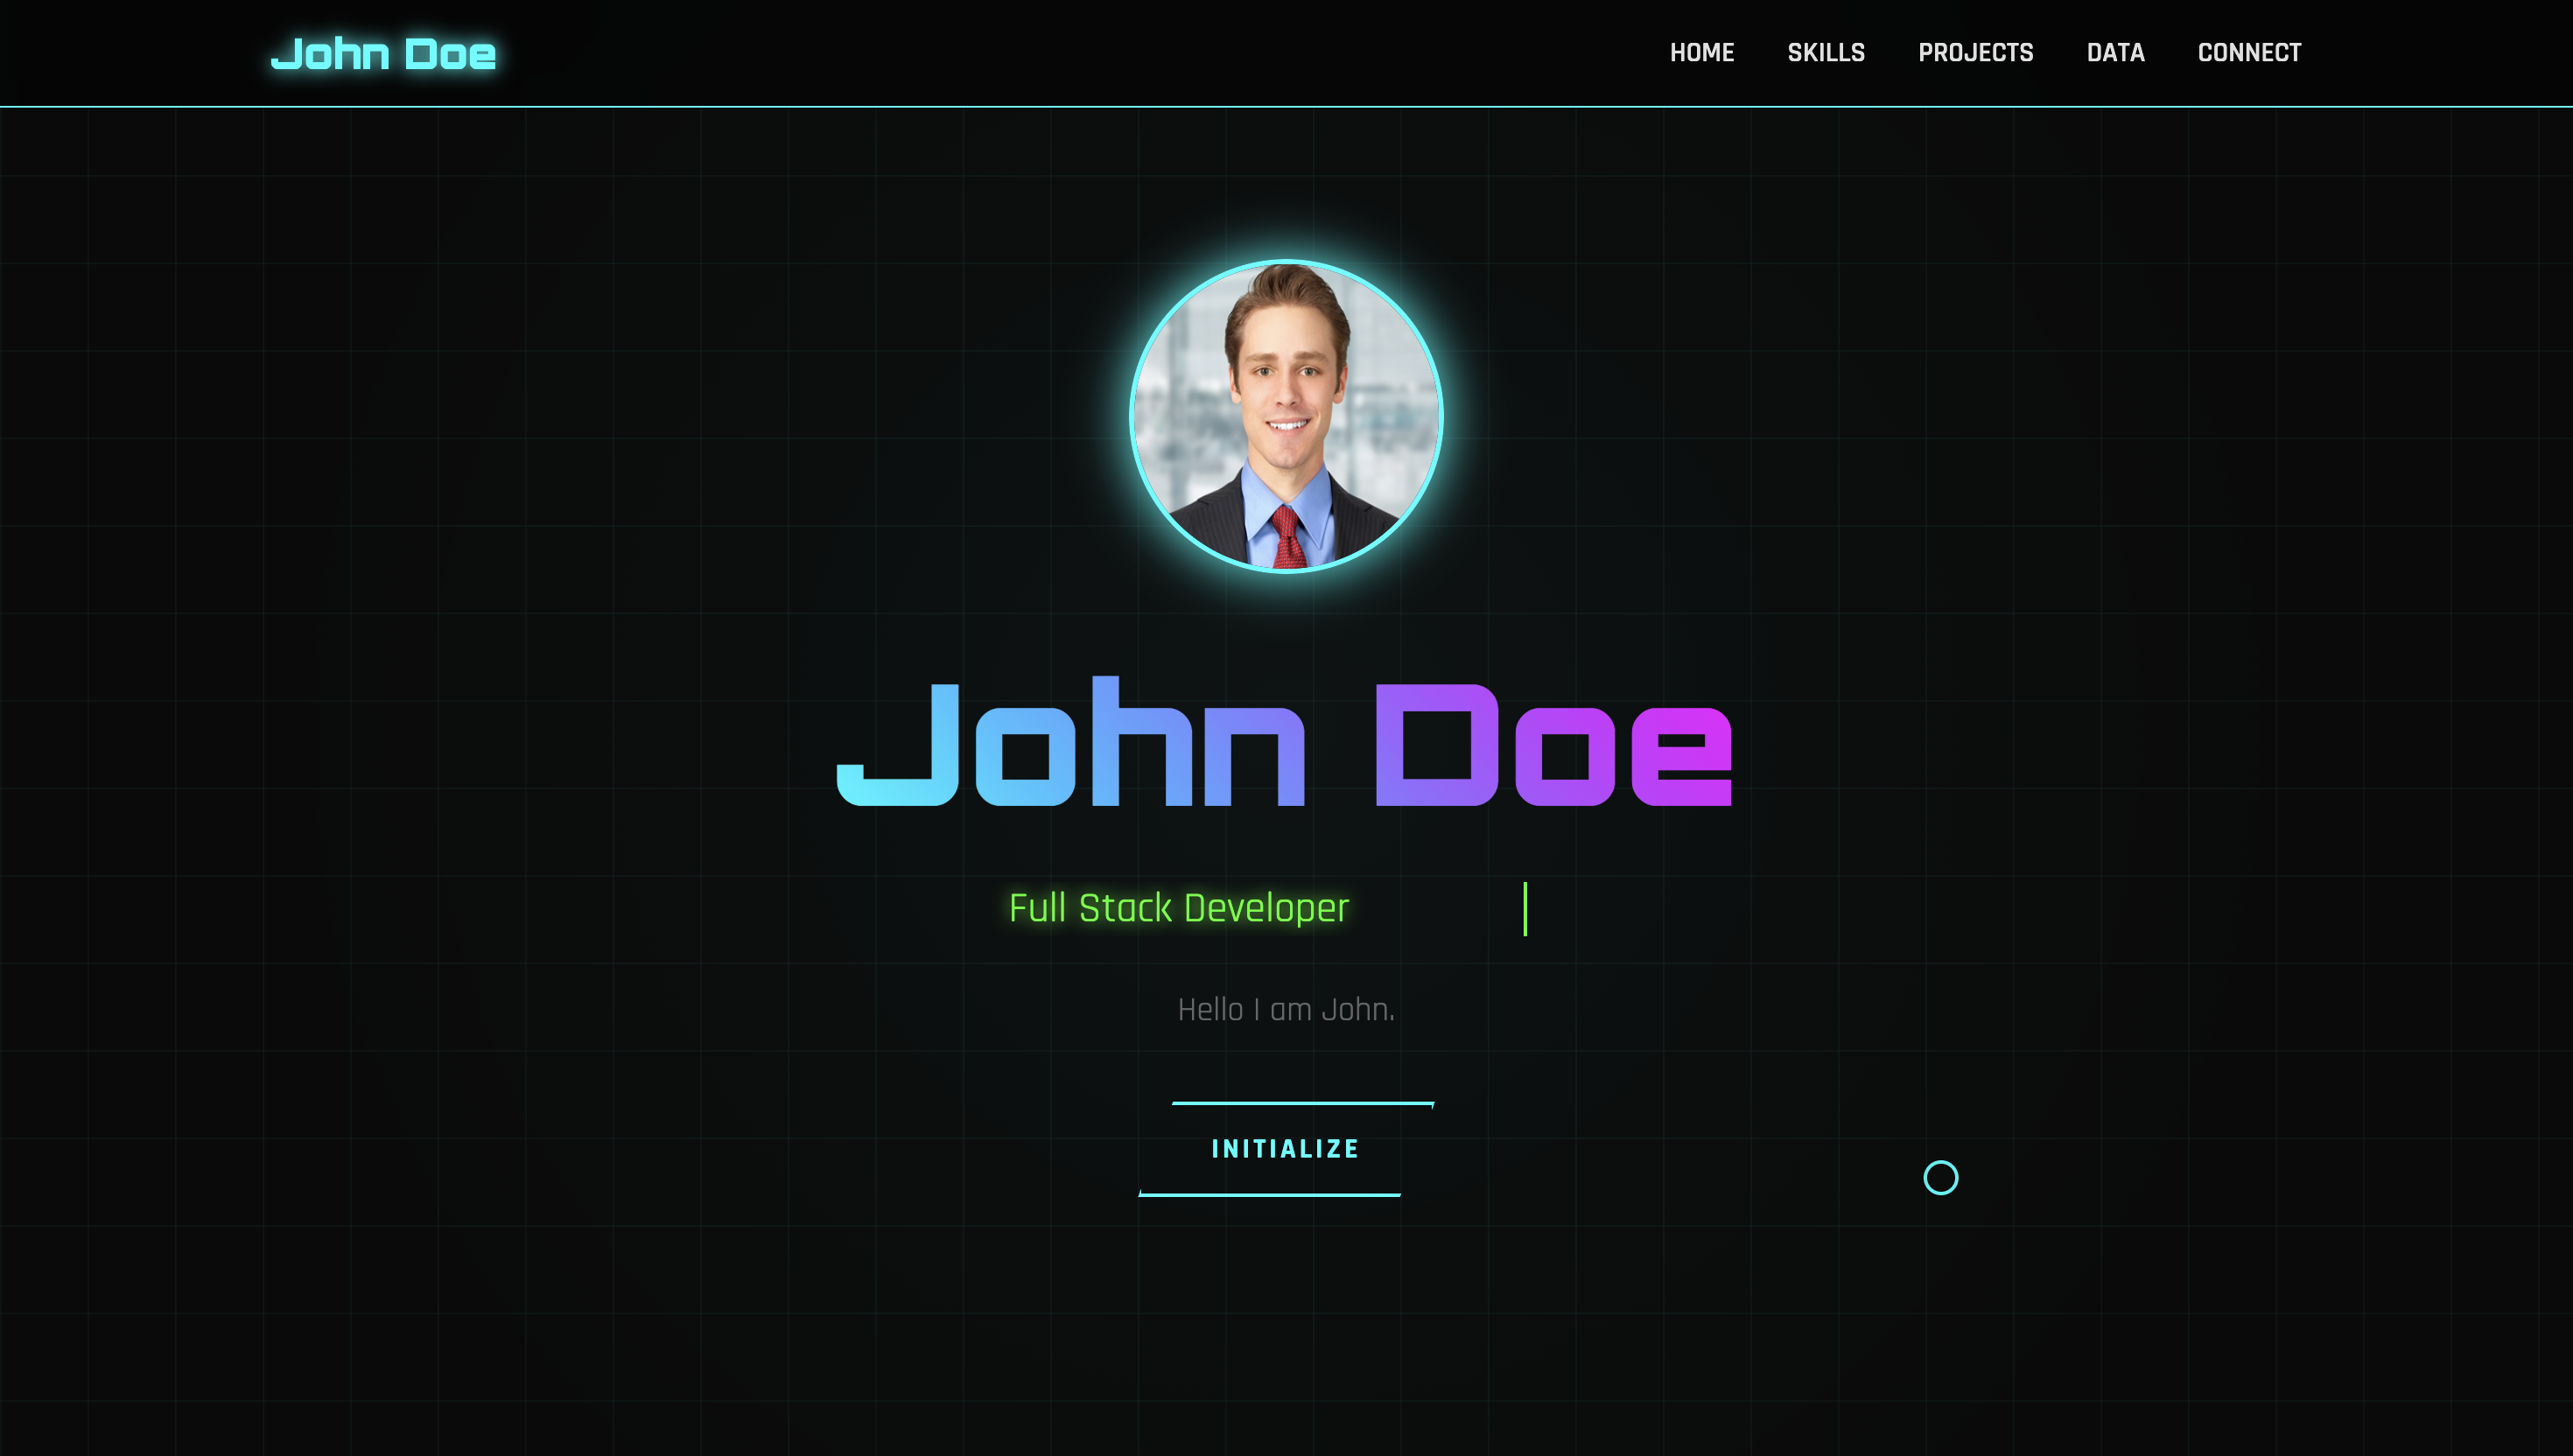 John Doe
HOME SKILLS PROJECTS DATA CONNECT
John Doe
Full Stack Developer
Hello I am John.
INITIALIZE